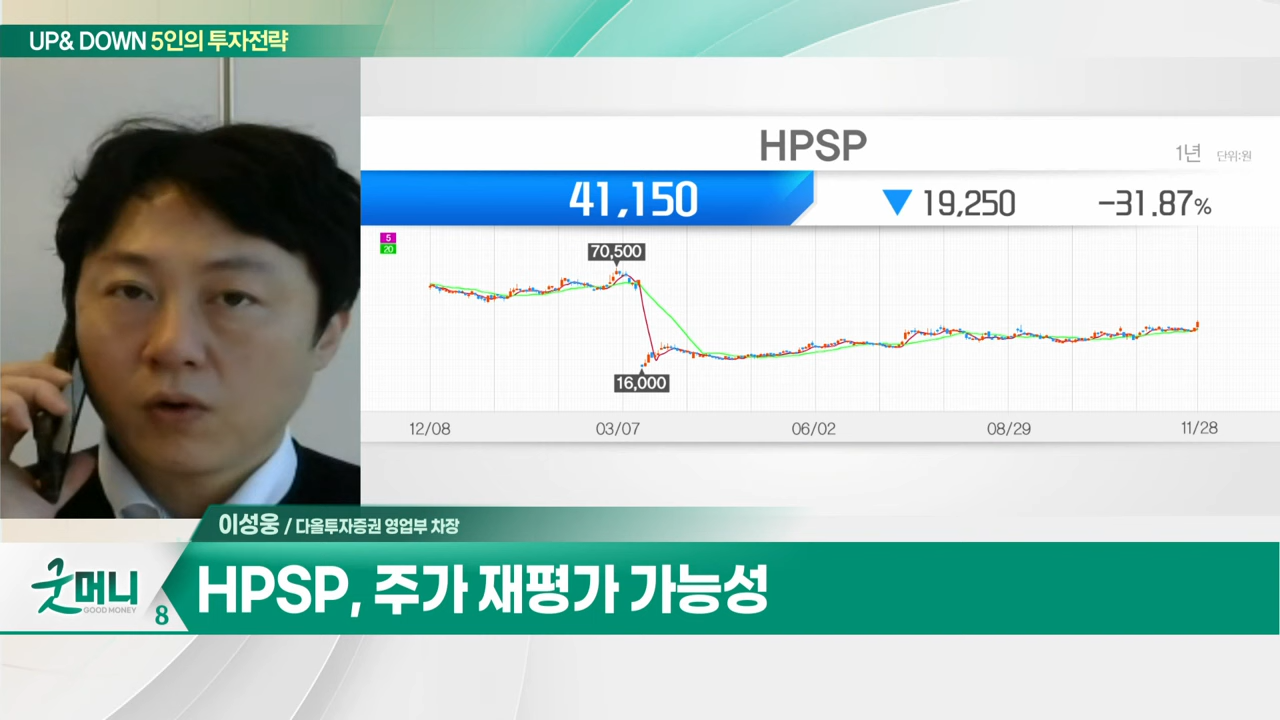 UP& DOWN 5인의 투자전략
HPSP
1년 단위:원
41,150 ▼ 19,250 -31.87%
5
20
70,500
16,000
12/08 03/07 06/02 08/29 11/28
이성웅 / 다올투자증권 영업부 차장
굿머니
GOOD MONEY
8
HPSP, 주가 재평가 가능성